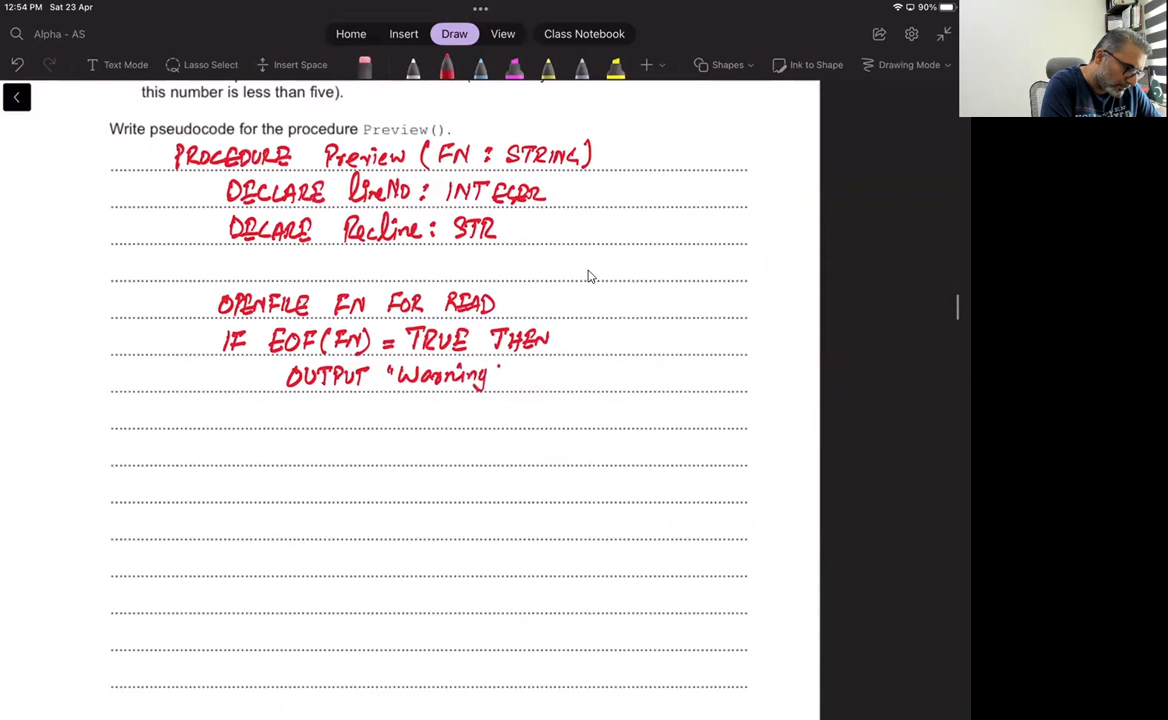 12:54 PM Sat 23 Apr
90%
Alpha - AS
Home Insert Draw View Class Notebook
Text Mode Lasso Select Insert Space Shapes Ink to Shape Drawing Mode
this number is less than five).
Write pseudocode for the procedure Preview().
PROCEDURE Preview (FN : STRING)
DECLARE lineNo : INTEGER
DECARE Recline : STR
OPENFILE FN FOR READ
IF EOF(FN) = TRUE THEN
OUTPUT "Warning"